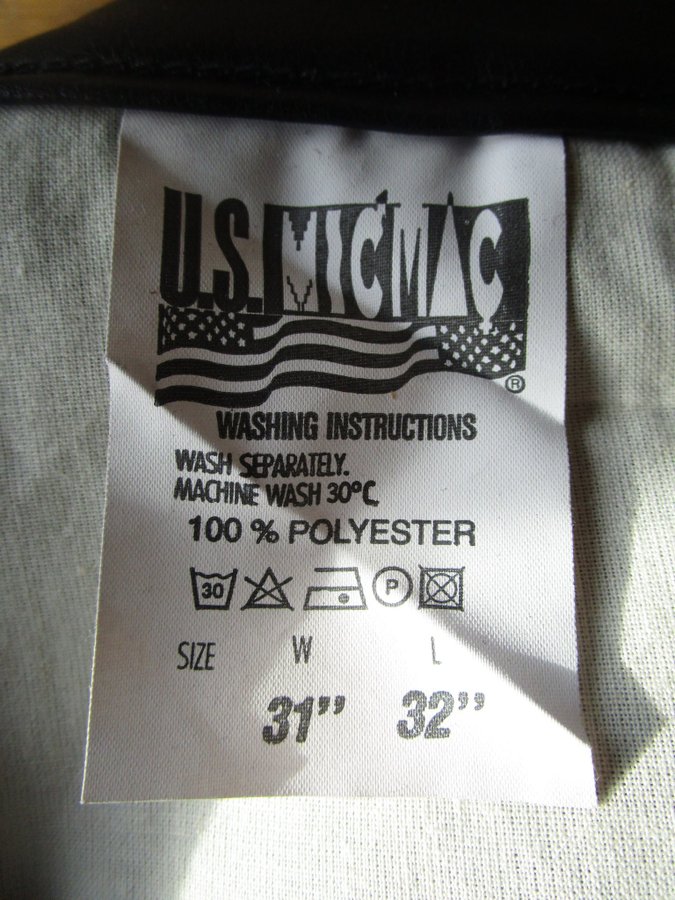 U.S. MICMAC
®
WASHING INSTRUCTIONS
WASH SEPARATELY.
MACHINE WASH 30°C
100 % POLYESTER
30 P
SIZE W L
31” 32”